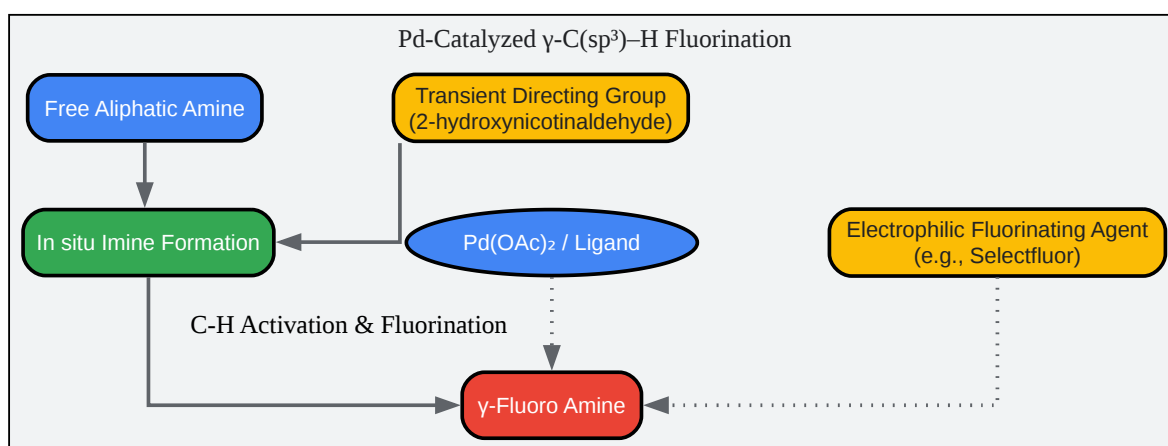 Pd-Catalyzed γ-C(sp³)–H Fluorination
Free Aliphatic Amine
Transient Directing Group
(2-hydroxynicotinaldehyde)
In situ Imine Formation
Pd(OAc)₂ / Ligand
Electrophilic Fluorinating Agent
(e.g., Selectfluor)
C-H Activation & Fluorination
γ-Fluoro Amine